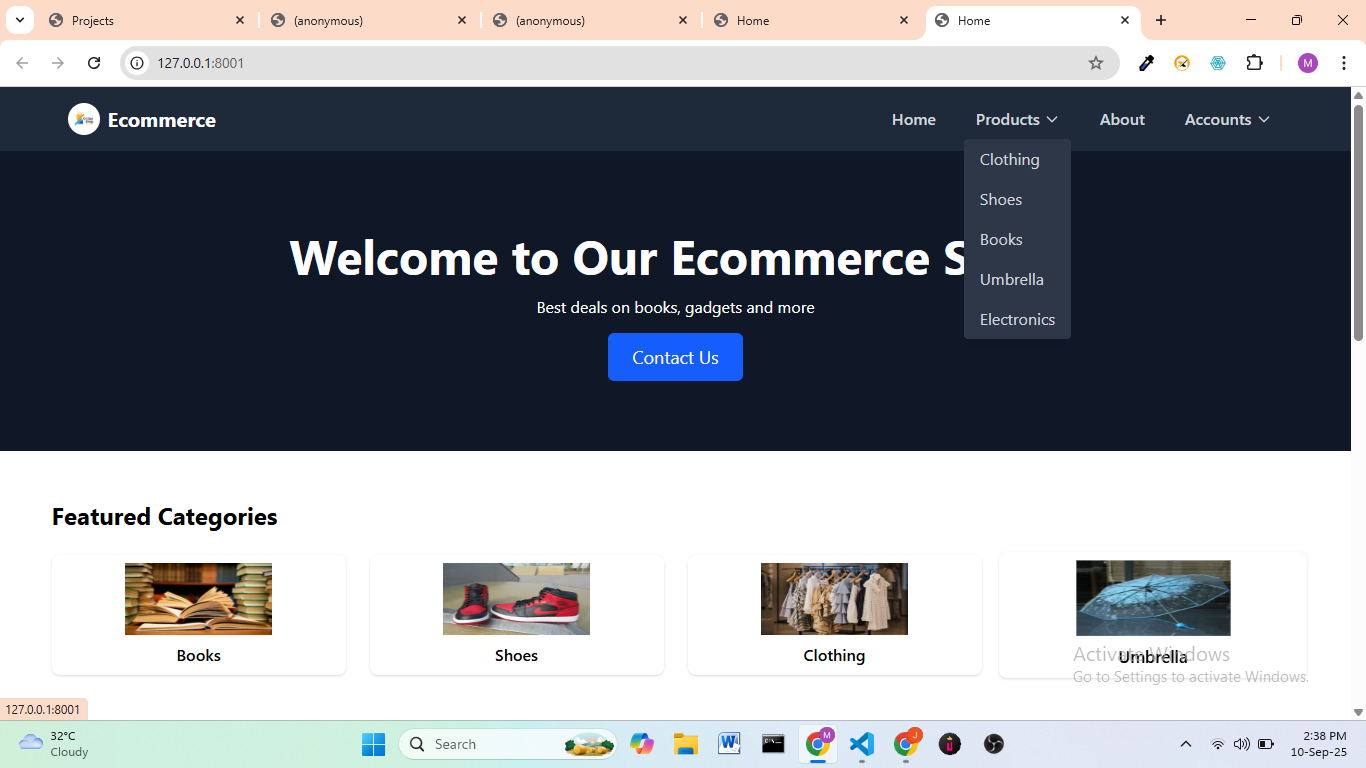 Projects
(anonymous)
(anonymous)
Home
Home
127.0.0.1:8001
M
Ecommerce
Home
Products
About
Accounts
Clothing
Shoes
Books
Umbrella
Electronics
Welcome to Our Ecommerce S
Best deals on books, gadgets and more
Contact Us
Featured Categories
Books
Shoes
Clothing
Umbrella
Activate Windows
Go to Settings to activate Windows.
127.0.0.1:8001
32°C
Cloudy
Search
M
J
2:38 PM
10-Sep-25